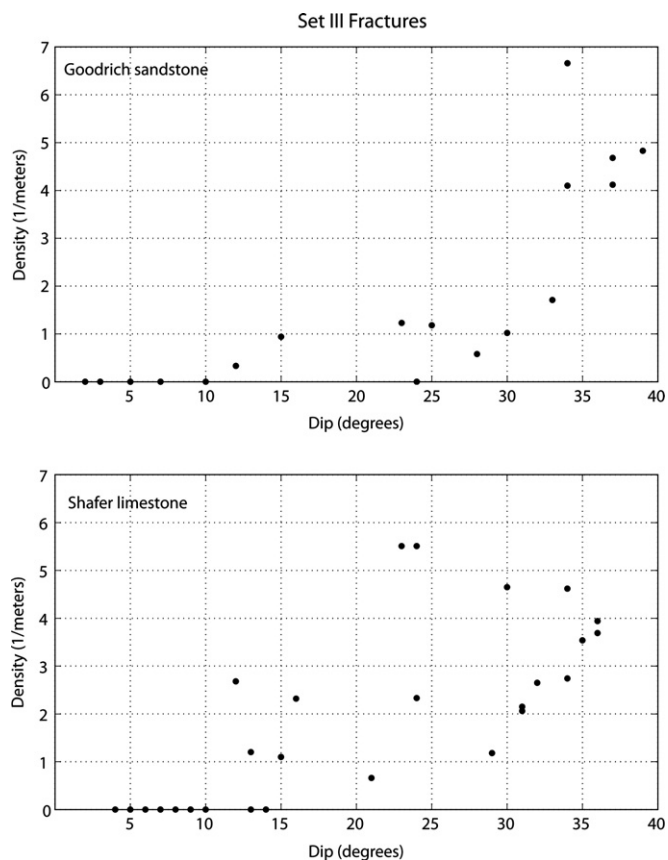 Set III Fractures
7
Goodrich sandstone
6
5
4
3
2
1
0
Density (1/meters)
5 10 15 20 25 30 35 40
Dip (degrees)
7
Shafer limestone
6
5
4
3
2
1
0
Density (1/meters)
5 10 15 20 25 30 35 40
Dip (degrees)